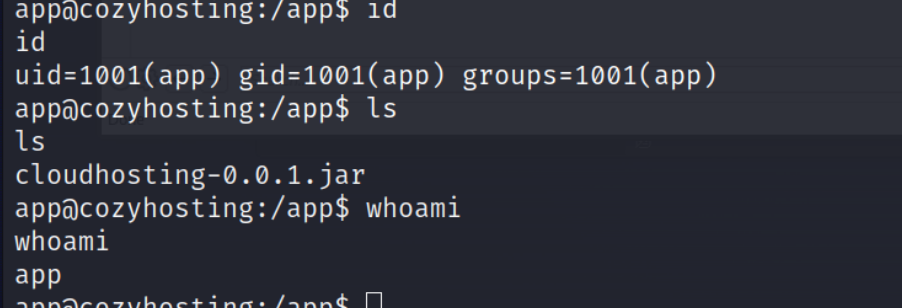 app@cozyhosting:/app$ id
id
uid=1001(app) gid=1001(app) groups=1001(app)
app@cozyhosting:/app$ ls
ls
cloudhosting-0.0.1.jar
app@cozyhosting:/app$ whoami
whoami
app
app@cozyhosting:/app$